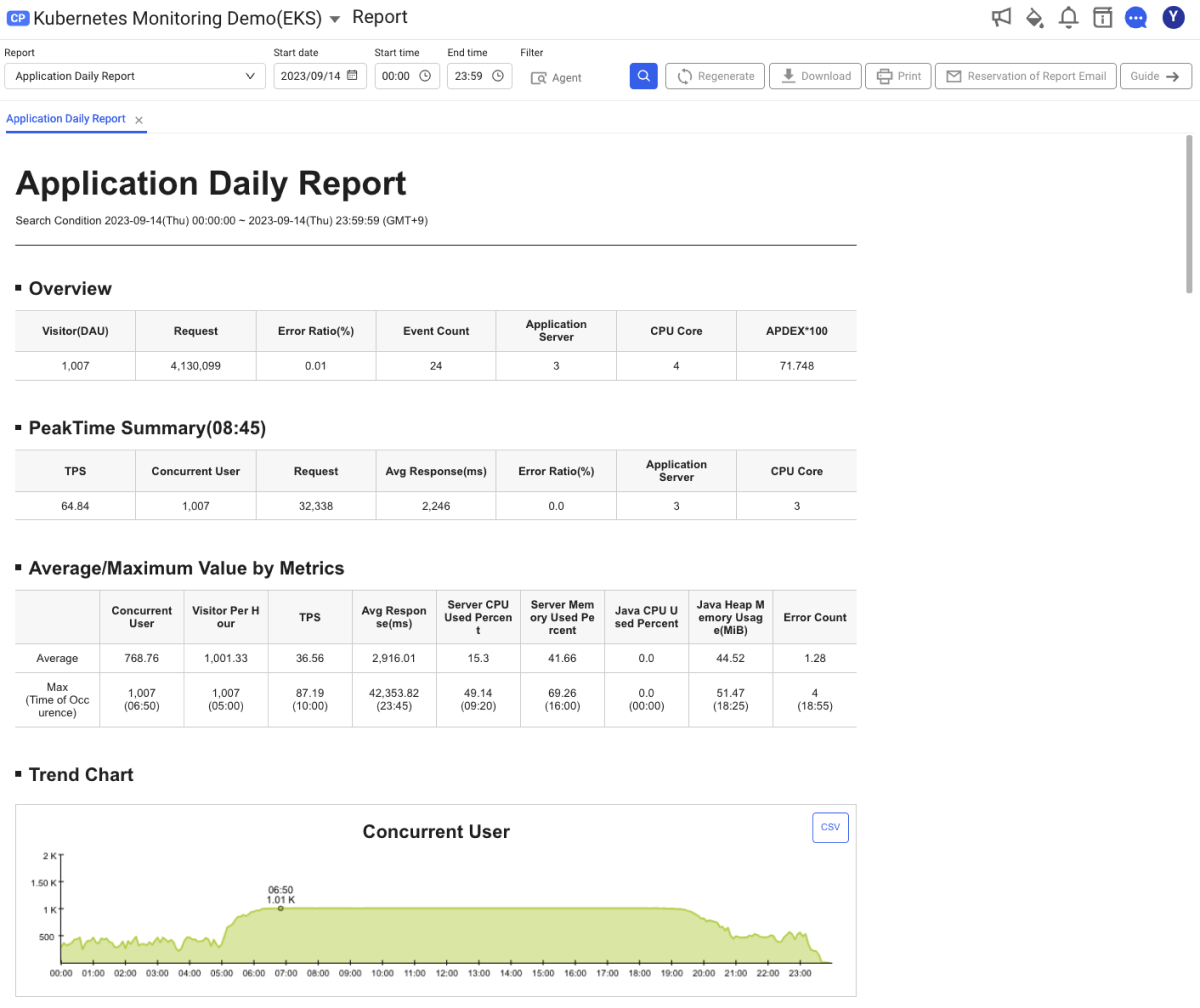 CP Kubernetes Monitoring Demo(EKS) Report
Y
Report Start date Start time End time Filter
Application Daily Report 2023/09/14 00:00 23:59 Agent Regenerate Download Print Reservation of Report Email Guide
Application Daily Report
Application Daily Report
Search Condition 2023-09-14(Thu) 00:00:00 ~ 2023-09-14(Thu) 23:59:59 (GMT+9)
Overview
Visitor(DAU) Request Error Ratio(%) Event Count Application Server CPU Core APDEX*100
1,007 4,130,099 0.01 24 3 4 71.748
PeakTime Summary(08:45)
TPS Concurrent User Request Avg Response(ms) Error Ratio(%) Application Server CPU Core
64.84 1,007 32,338 2,246 0.0 3 3
Average/Maximum Value by Metrics
Concurrent User Visitor Per H our TPS Avg Respon se(ms) Server CPU Used Percen t Server Mem ory Used Pe rcent Java CPU U sed Percent Java Heap M emory Usag e(MiB) Error Count
Average 768.76 1,001.33 36.56 2,916.01 15.3 41.66 0.0 44.52 1.28
Max (Time of Occ urence) 1,007 (06:50) 1,007 (05:00) 87.19 (10:00) 42,353.82 (23:45) 49.14 (09:20) 69.26 (16:00) 0.0 (00:00) 51.47 (18:25) 4 (18:55)
Trend Chart
Concurrent User
CSV
2 K
1.50 K
1 K
500
06:50
1.01 K
00:00 01:00 02:00 03:00 04:00 05:00 06:00 07:00 08:00 09:00 10:00 11:00 12:00 13:00 14:00 15:00 16:00 17:00 18:00 19:00 20:00 21:00 22:00 23:00